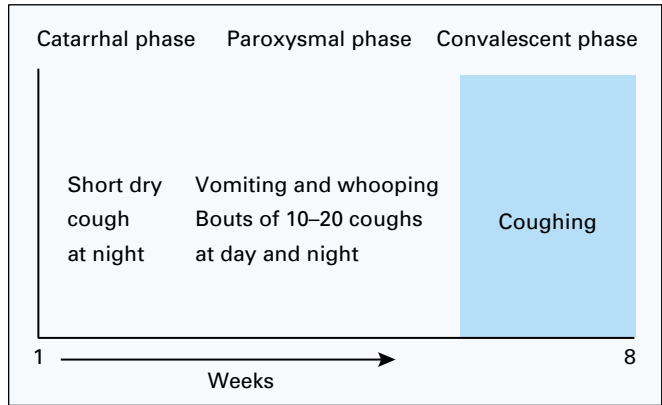 Catarrhal phase
Paroxysmal phase
Convalescent phase
Short dry
cough
at night
Vomiting and whooping
Bouts of 10–20 coughs
at day and night
Coughing
1
8
Weeks